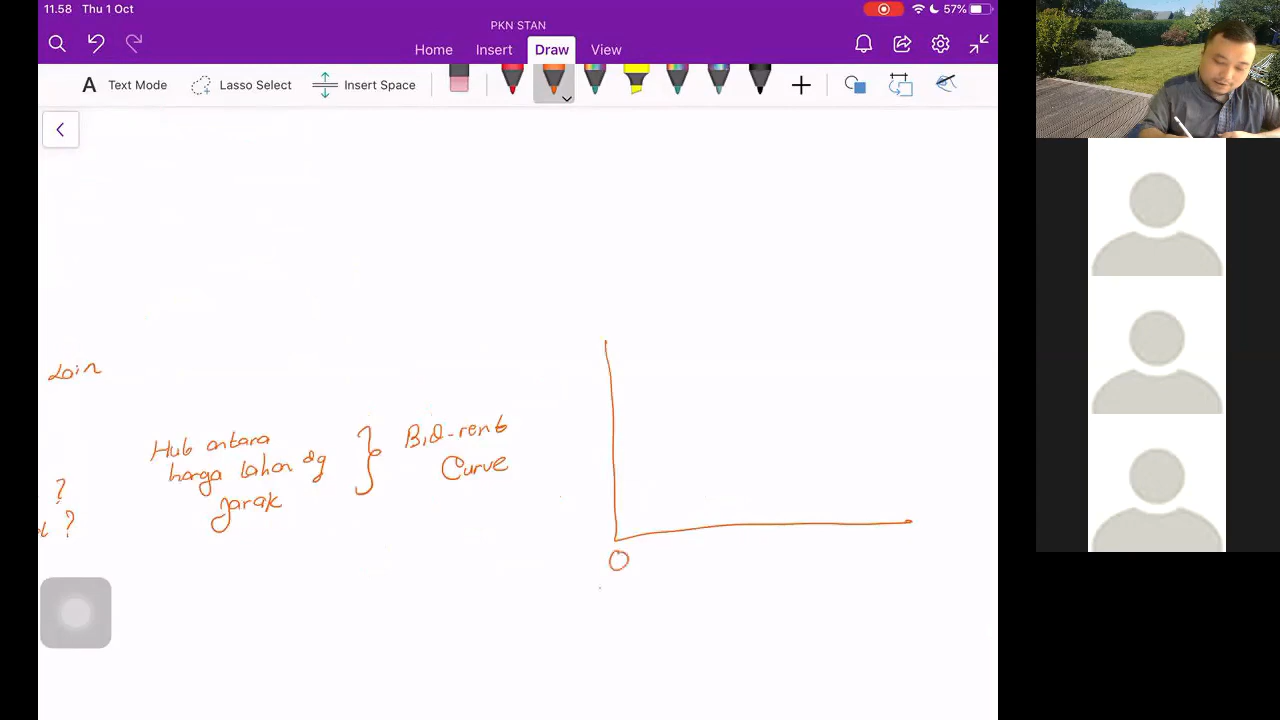 11.58 Thu 1 Oct
57%
PKN STAN
Home Insert Draw View
A Text Mode Lasso Select Insert Space
Loin
Hub antara
harga lahan dg
jarak
Bid-rent
Curve
?
?
O